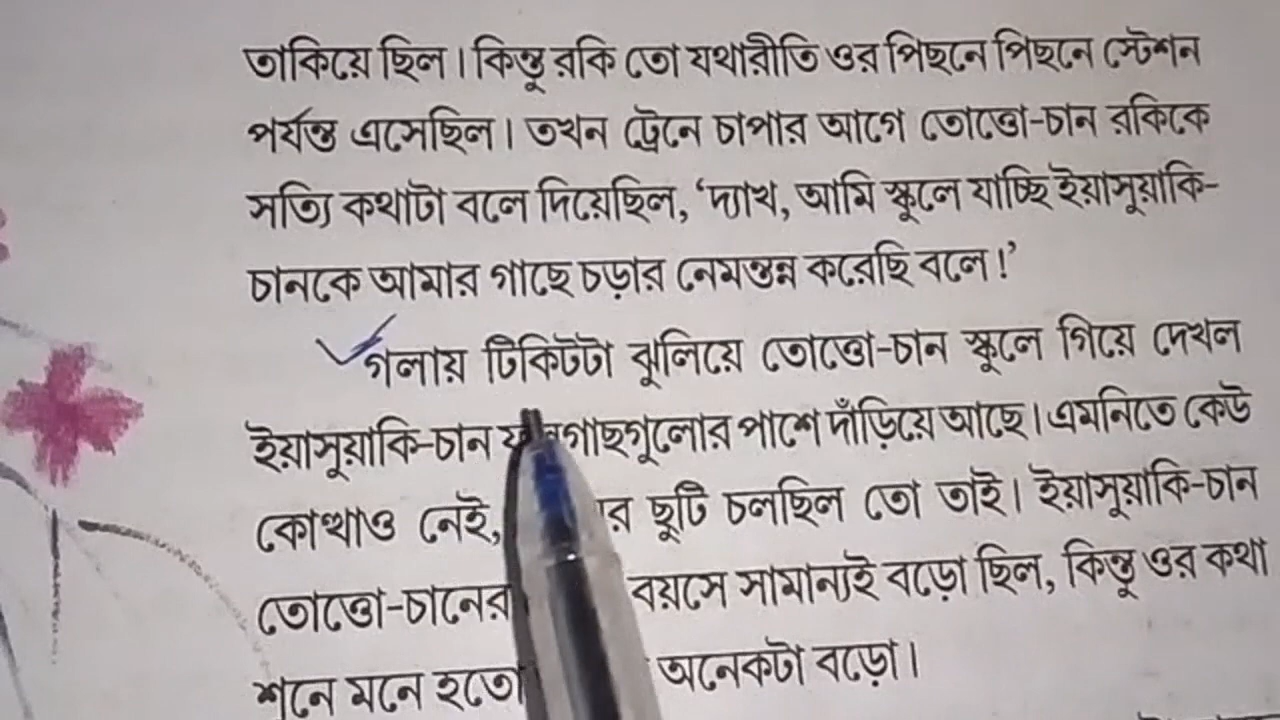 তাকিয়ে ছিল। কিন্তু রকি তো যথারীতি ওর পিছনে পিছনে স্টেশন
পর্যন্ত এসেছিল। তখন ট্রেনে চাপার আগে তোত্তো-চান রকিকে
সত্যি কথাটা বলে দিয়েছিল, ‘দ্যাখ, আমি স্কুলে যাচ্ছি ইয়াসুয়াকি-
চানকে আমার গাছে চড়ার নেমন্তন্ন করেছি বলে!’
গলায় টিকিটটা ঝুলিয়ে তোত্তো-চান স্কুলে গিয়ে দেখল
ইয়াসুয়াকি-চান পাশে দাঁড়িয়ে আছে। এমনিতে কেউ
কোত্থাও নেই, ছুটি চলছিল তো তাই। ইয়াসুয়াকি-চান
তোত্তো-চানের বয়সে সামান্যই বড়ো ছিল, কিন্তু ওর কথা
শুনে মনে হতো অনেকটা বড়ো।